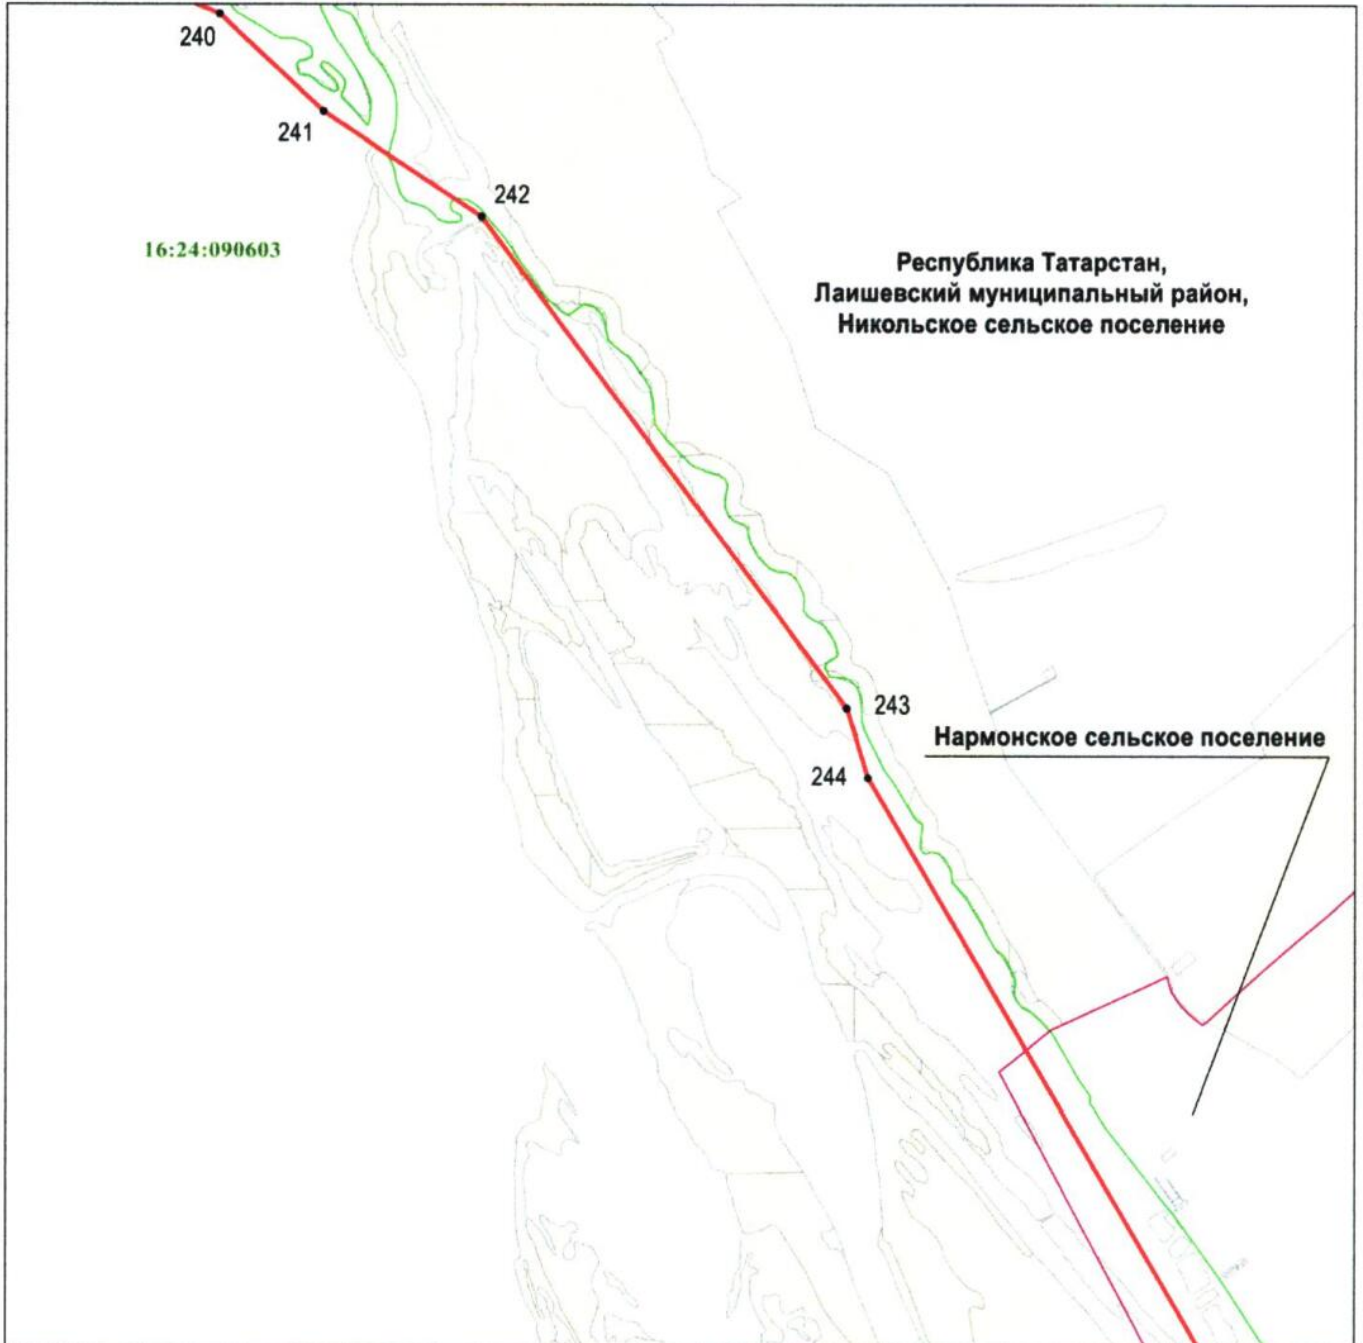 240
241
242
16:24:090603
Республика Татарстан,
Лаишевский муниципальный район,
Никольское сельское поселение
243
Нармонское сельское поселение
244